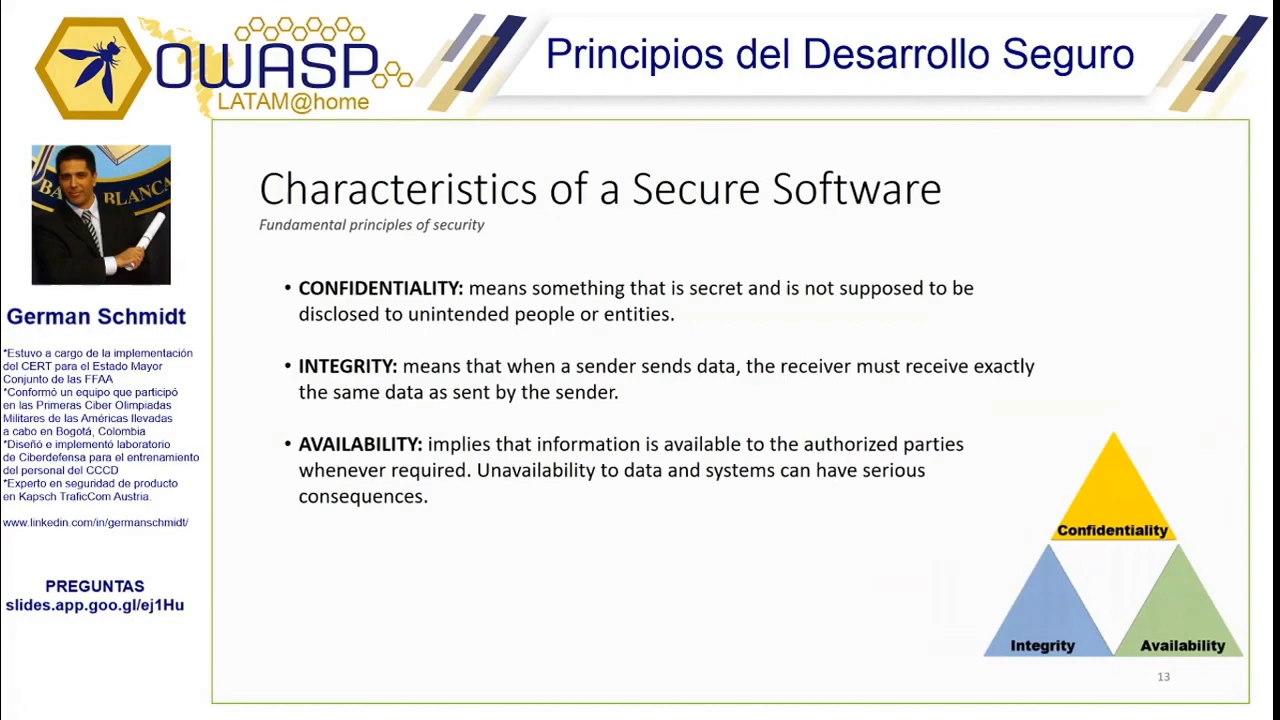 OWASP
LATAM@home
Principios del Desarrollo Seguro
BA BLANCA
German Schmidt
*Estuvo a cargo de la implementación
del CERT para el Estado Mayor
Conjunto de las FFAA
*Conformó un equipo que participó
en las Primeras Ciber Olimpiadas
Militares de las Américas llevadas
a cabo en Bogotá, Colombia
*Diseñó e implementó laboratorio
de Ciberdefensa para el entrenamiento
del personal del CCCD
*Experto en seguridad de producto
en Kapsch TraficCom Austria.
www.linkedin.com/in/germanschmidt/
PREGUNTAS
slides.app.goo.gl/ej1Hu
Characteristics of a Secure Software
Fundamental principles of security
• CONFIDENTIALITY: means something that is secret and is not supposed to be
disclosed to unintended people or entities.
• INTEGRITY: means that when a sender sends data, the receiver must receive exactly
the same data as sent by the sender.
• AVAILABILITY: implies that information is available to the authorized parties
whenever required. Unavailability to data and systems can have serious
consequences.
Confidentiality
Integrity
Availability
13